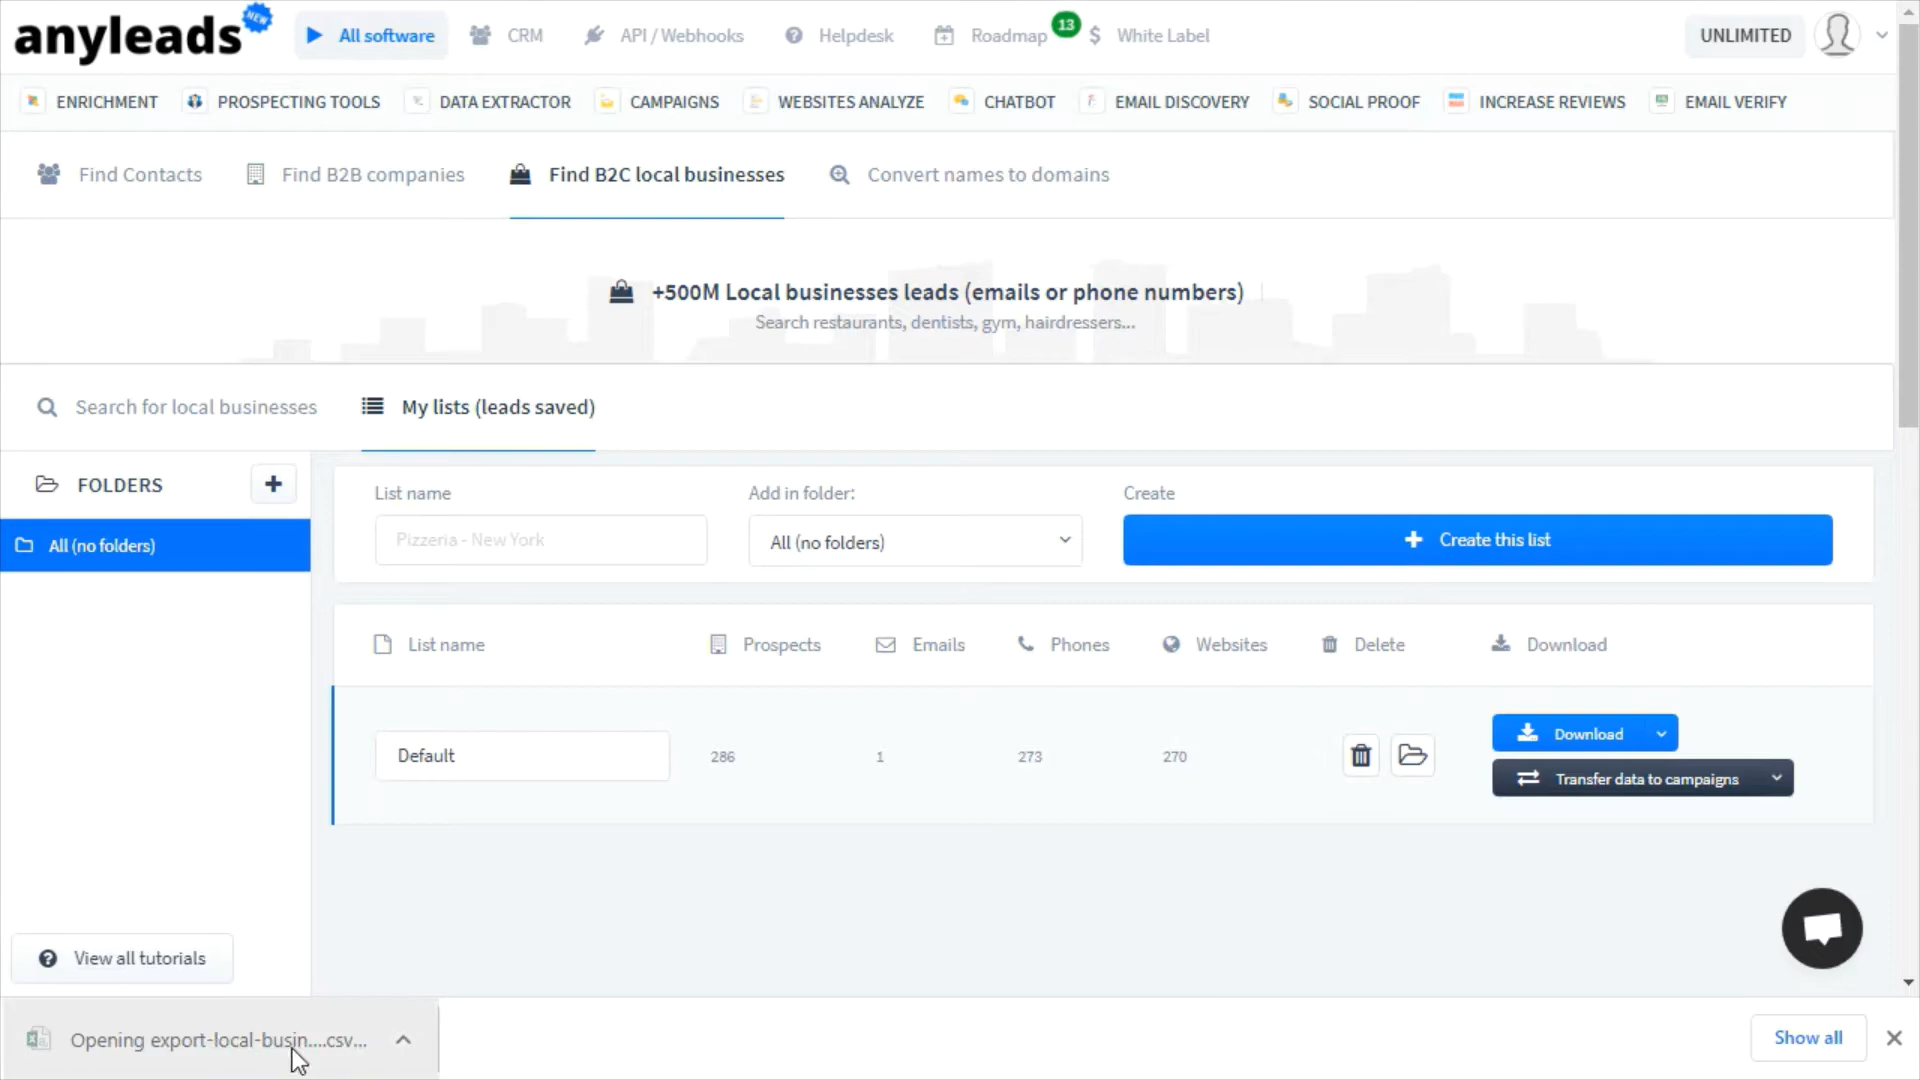 anyleads NEW All software CRM API / Webhooks Helpdesk Roadmap 13 White Label UNLIMITED
ENRICHMENT PROSPECTING TOOLS DATA EXTRACTOR CAMPAIGNS WEBSITES ANALYZE CHATBOT EMAIL DISCOVERY SOCIAL PROOF INCREASE REVIEWS EMAIL VERIFY
Find Contacts Find B2B companies Find B2C local businesses Convert names to domains
+500M Local businesses leads (emails or phone numbers)
Search restaurants, dentists, gym, hairdressers...
Search for local businesses My lists (leads saved)
FOLDERS
All (no folders)
List name Add in folder: Create
Pizzeria - New York All (no folders) Create this list
List name Prospects Emails Phones Websites Delete Download
Default 286 1 273 270 Download
Transfer data to campaigns
View all tutorials
Opening export-local-busin....csv... Show all